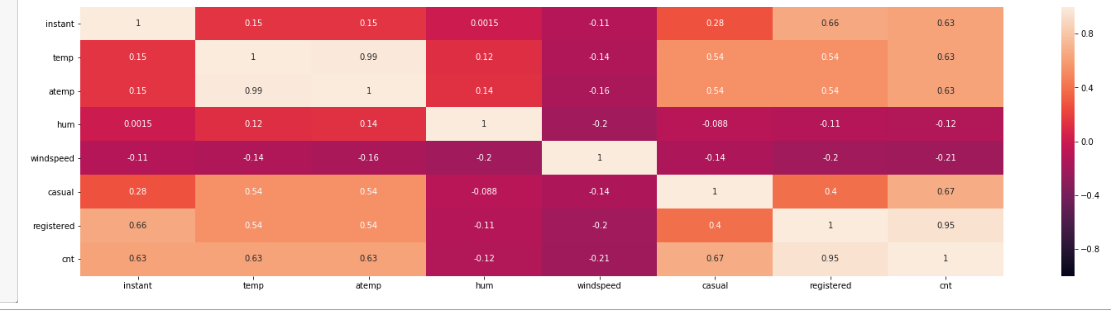 instant 1 0.15 0.15 0.0015 -0.11 0.28 0.66 0.63
temp 0.15 1 0.99 0.12 -0.14 0.54 0.54 0.63
atemp 0.15 0.99 1 0.14 -0.16 0.54 0.54 0.63
hum 0.0015 0.12 0.14 1 -0.2 -0.088 -0.11 -0.12
windspeed -0.11 -0.14 -0.16 -0.2 1 -0.14 -0.2 -0.21
casual 0.28 0.54 0.54 -0.088 -0.14 1 0.4 0.67
registered 0.66 0.54 0.54 -0.11 -0.2 0.4 1 0.95
cnt 0.63 0.63 0.63 -0.12 -0.21 0.67 0.95 1
instant temp atemp hum windspeed casual registered cnt
0.8
0.4
0.0
−0.4
−0.8